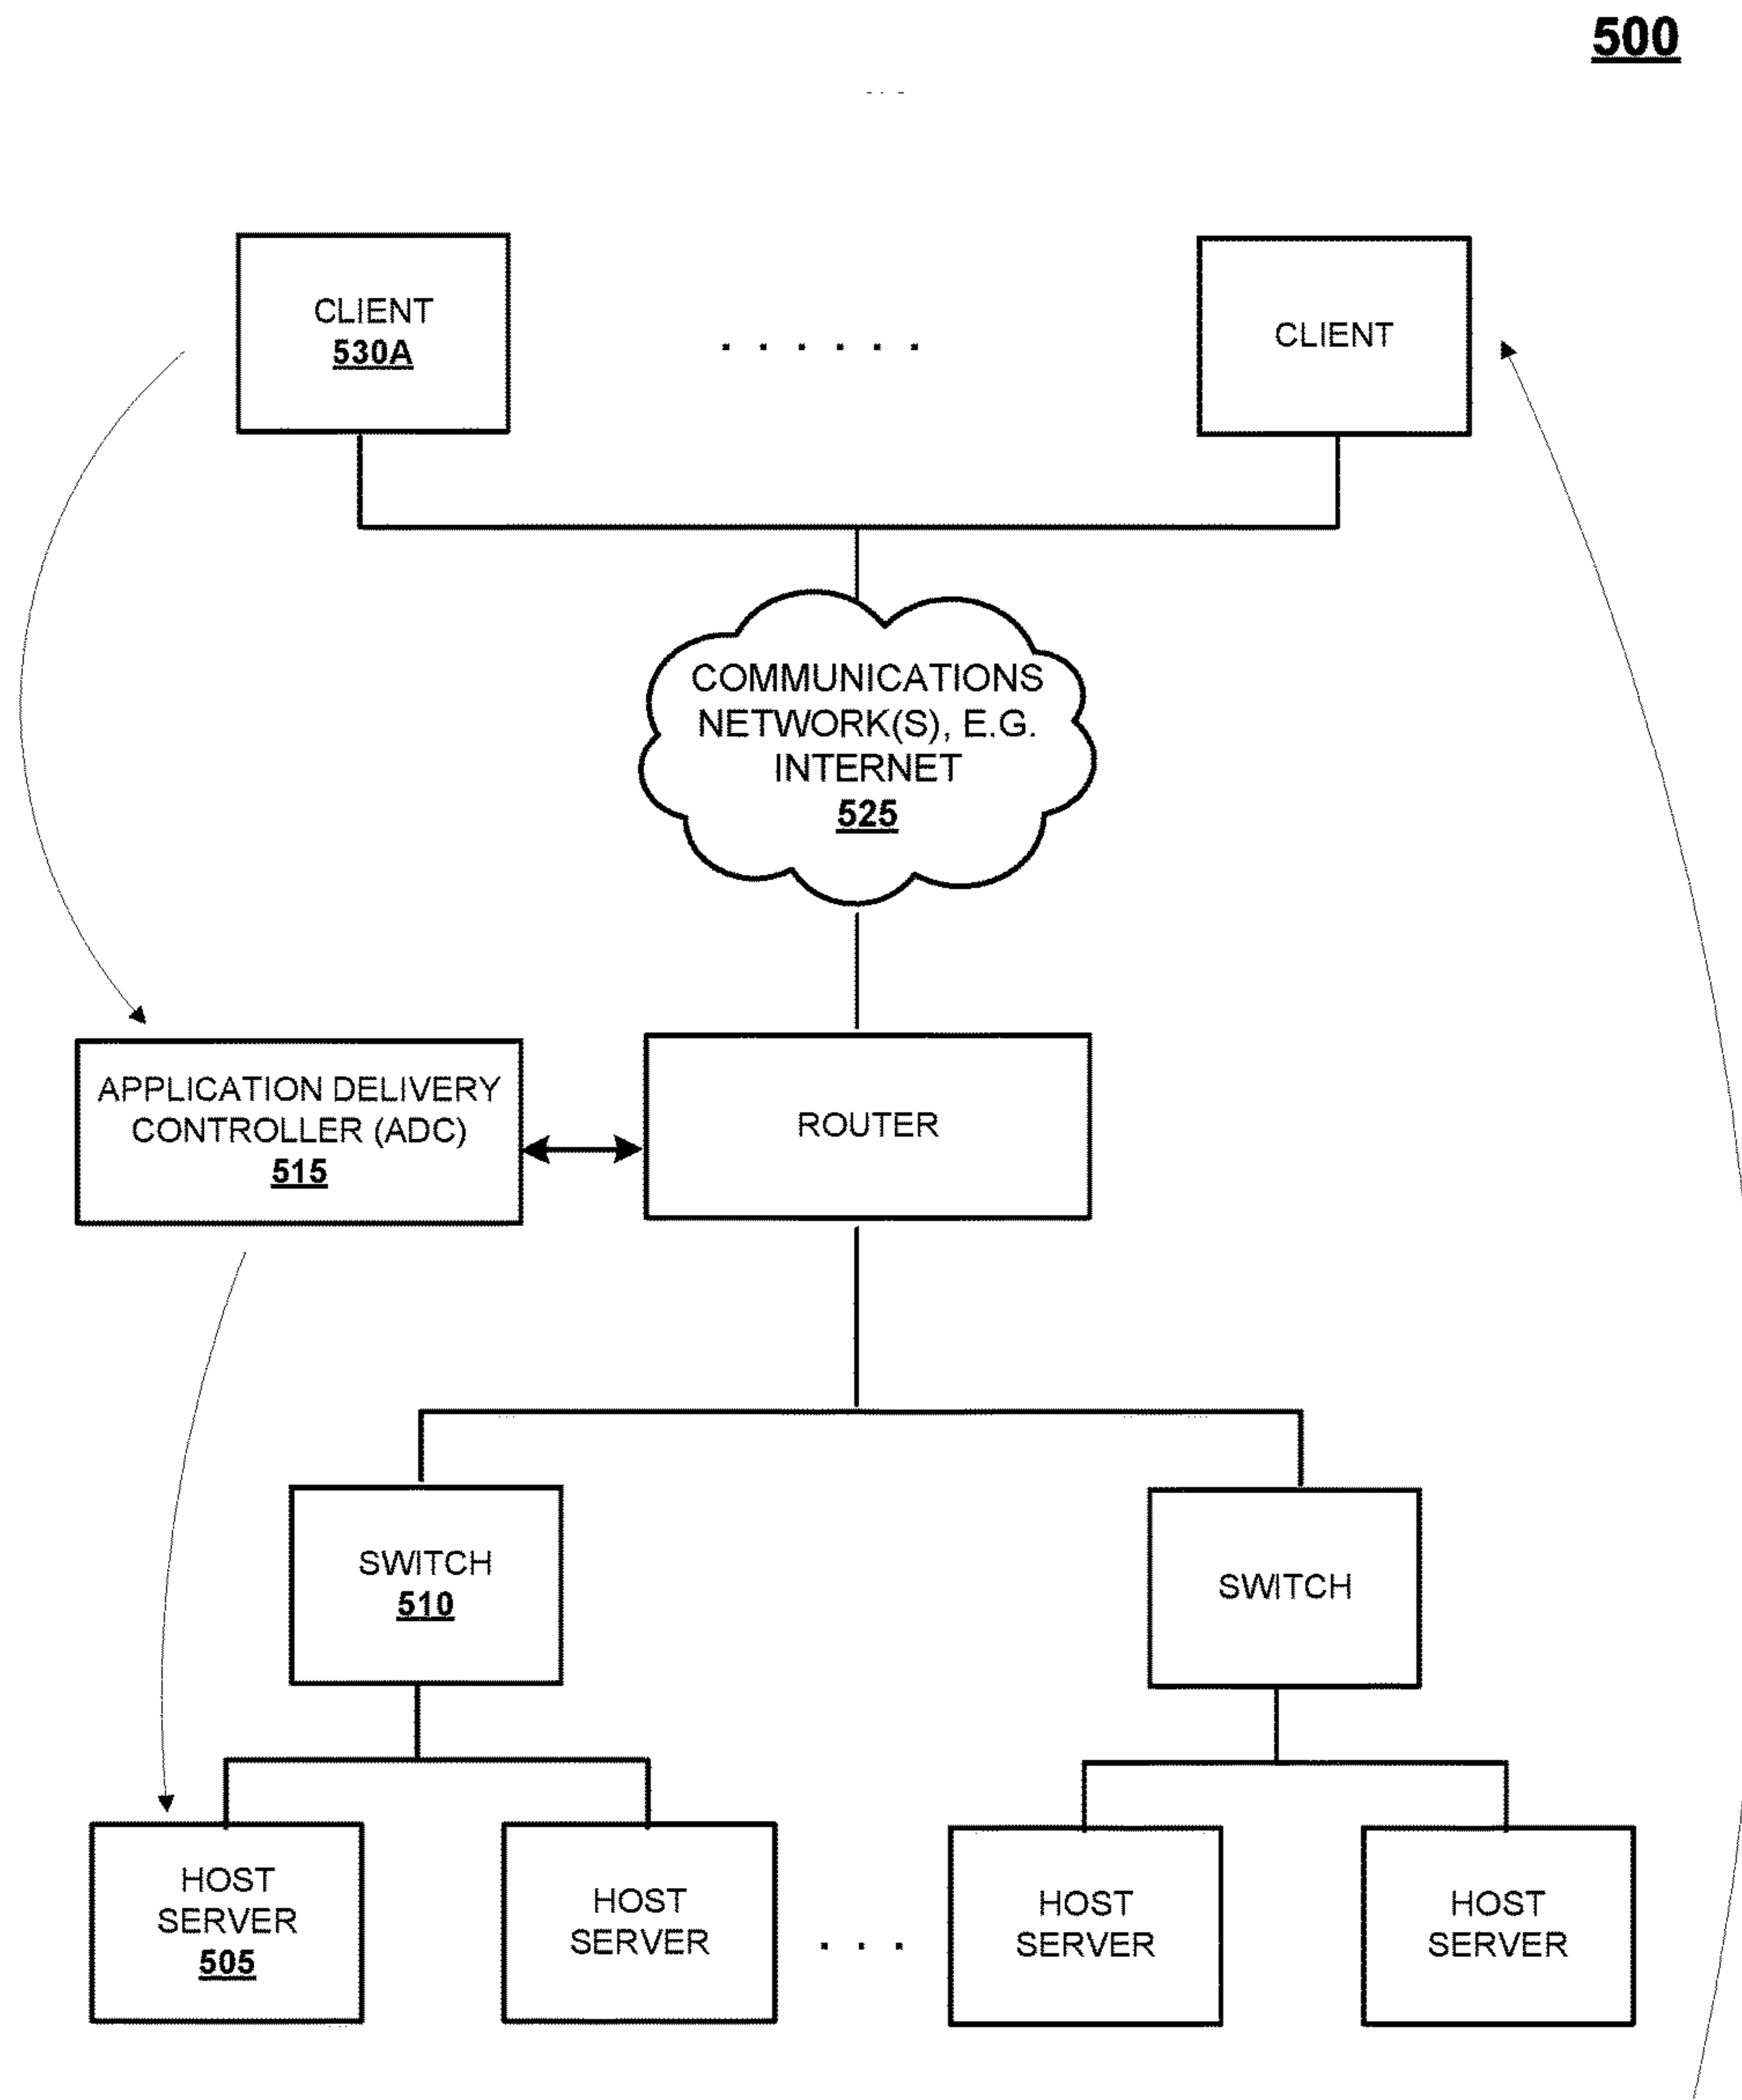 500
CLIENT
530A
. . . . . .
CLIENT
COMMUNICATIONS
NETWORK(S), E.G.
INTERNET
525
APPLICATION DELIVERY
CONTROLLER (ADC)
515
ROUTER
SWITCH
510
SWITCH
HOST
SERVER
505
HOST
SERVER
. . .
HOST
SERVER
HOST
SERVER